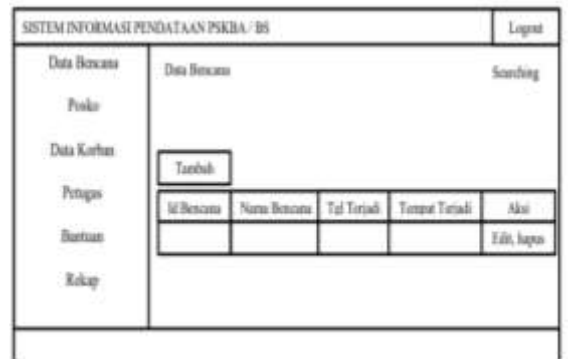 SISTEM INFORMASI PENDATAAN PSKBA / BS
Logout
Data Bencana
Posko
Data Korban
Petugas
Bantuan
Rekap
Data Bencana
Searching
Tambah
Id Bencana
Nama Bencana
Tgl Terjadi
Tempat Terjadi
Aksi
Edit, hapus